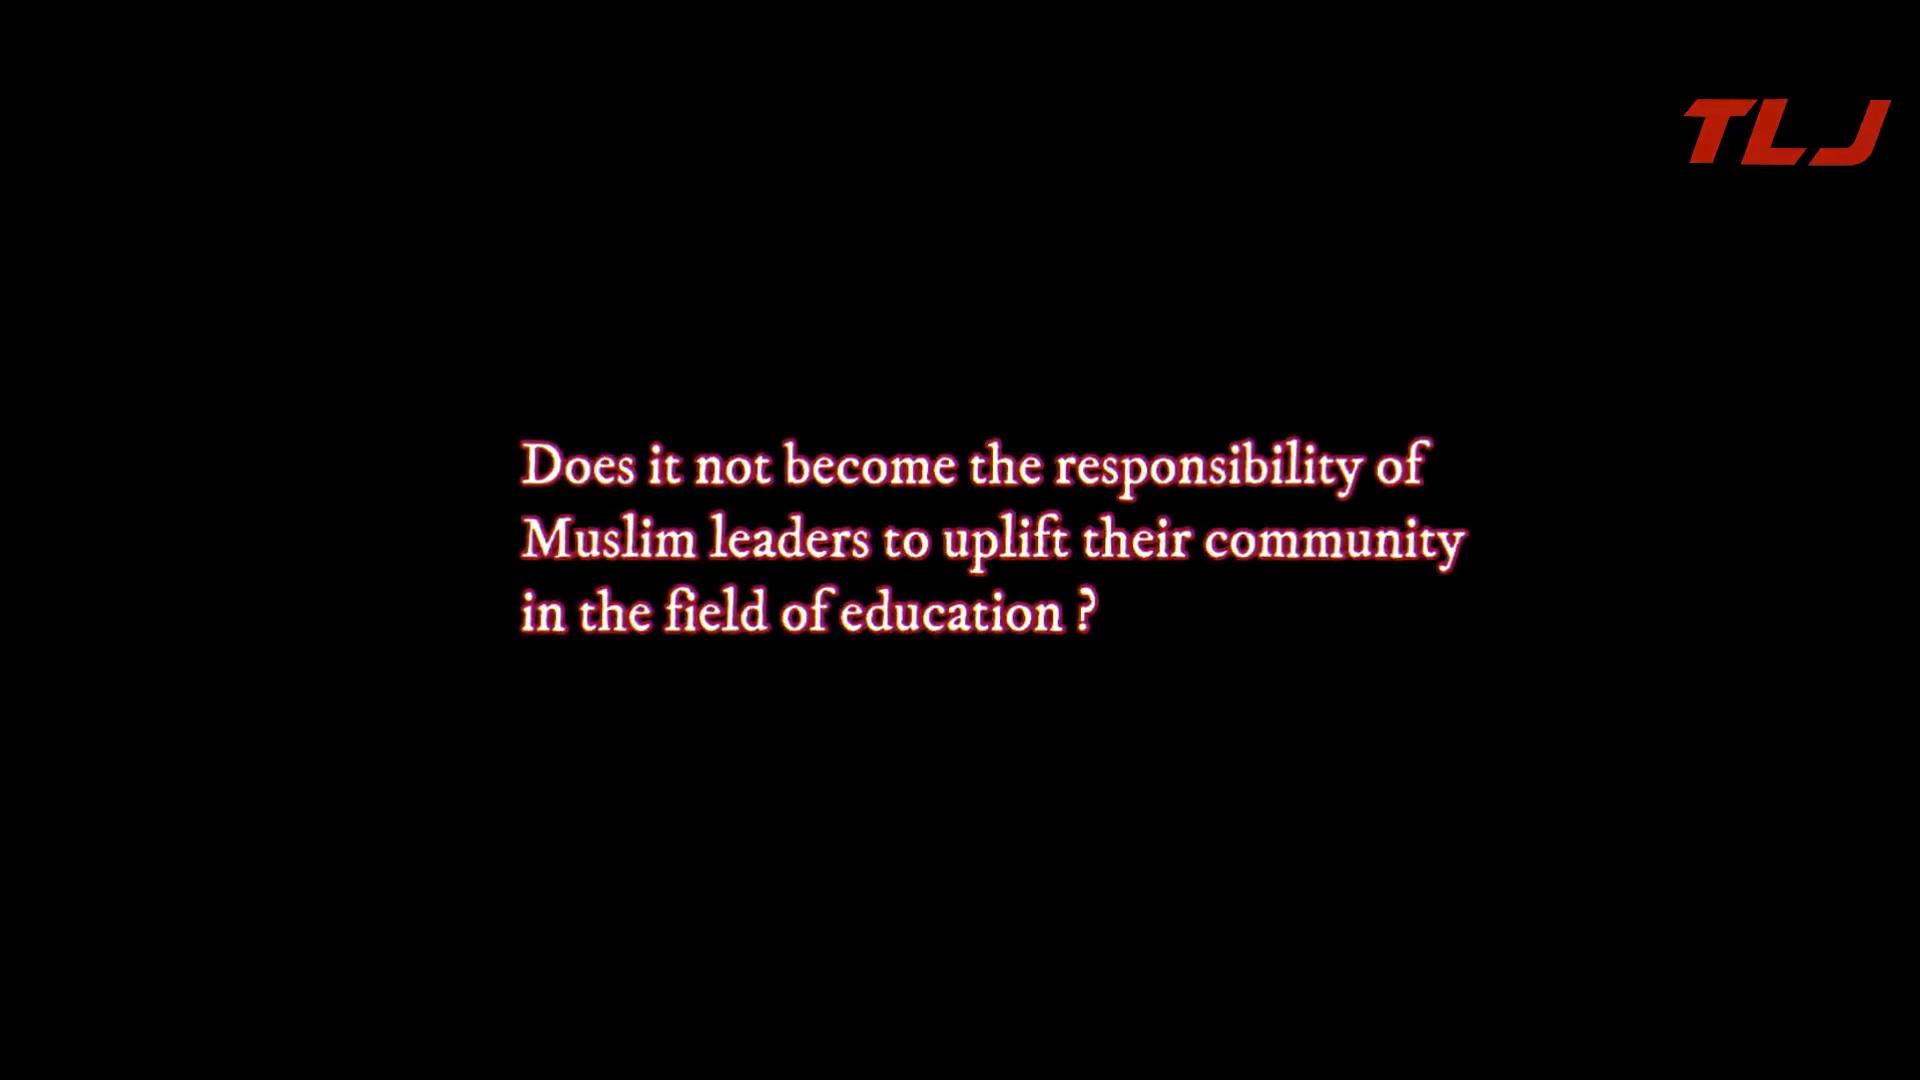 TLJ
Does it not become the responsibility of
Muslim leaders to uplift their community
in the field of education ?